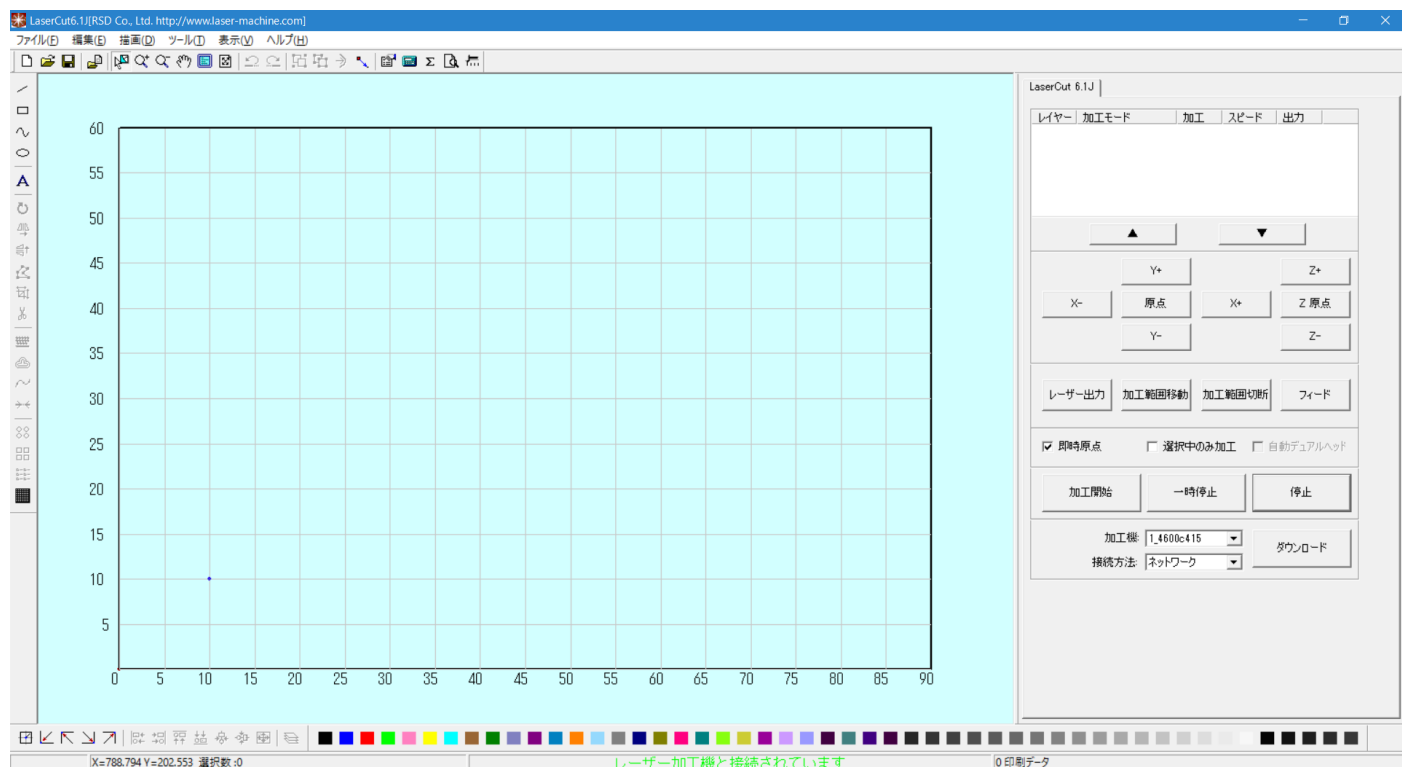 LaserCut6.1J[RSD Co., Ltd. http://www.laser-machine.com]
ファイル(F) 編集(E) 描画(D) ツール(T) 表示(V) ヘルプ(H)
LaserCut 6.1J
レイヤー 加工モード 加工 スピード 出力
▲ ▼
Y+ Z+
X- 原点 X+ Z 原点
Y- Z-
レーザー出力 加工範囲移動 加工範囲切断 フィード
即時原点 選択中のみ加工 自動デュアルヘッド
加工開始 一時停止 停止
加工機: 1_4600c415
接続方法: ネットワーク
ダウンロード
60
55
50
45
40
35
30
25
20
15
10
5
0 5 10 15 20 25 30 35 40 45 50 55 60 65 70 75 80 85 90
X=788.794 Y=202.553 選択数:0 レーザー加工機と接続されています 0 印刷データ